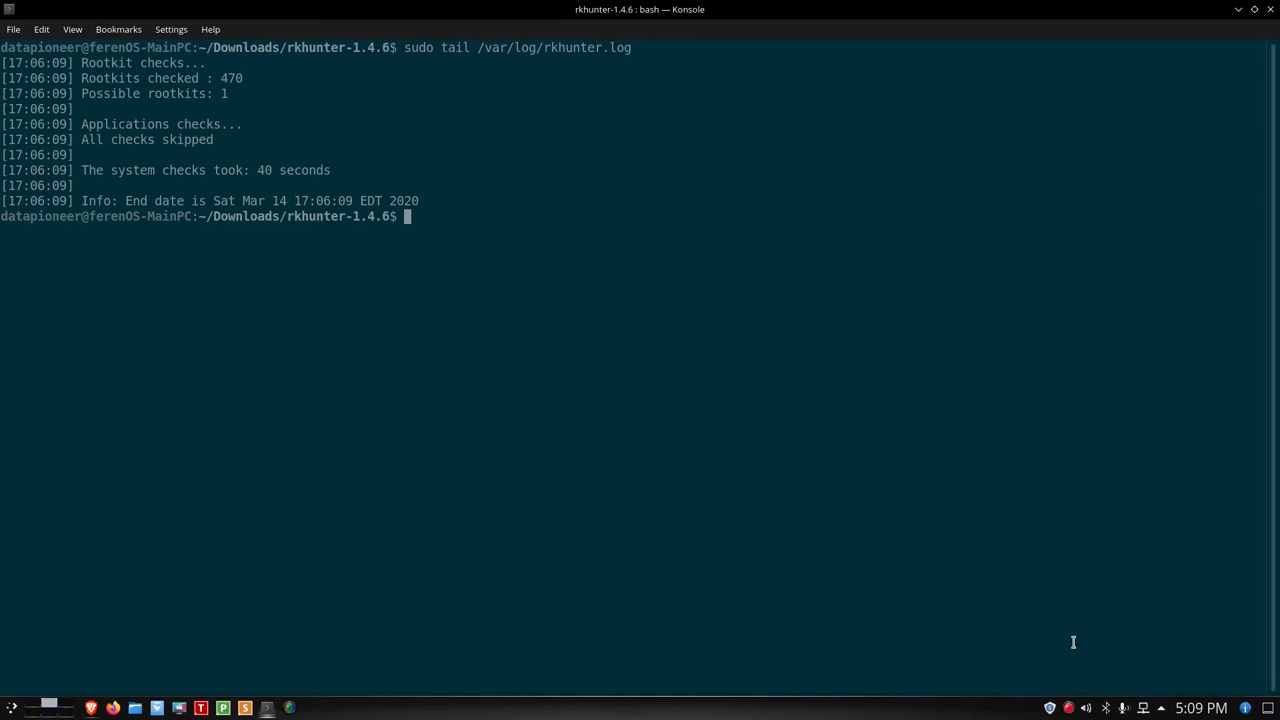 rkhunter-1.4.6 : bash — Konsole
File Edit View Bookmarks Settings Help
datapioneer@ferenOS-MainPC:~/Downloads/rkhunter-1.4.6$ sudo tail /var/log/rkhunter.log
[17:06:09] Rootkit checks...
[17:06:09] Rootkits checked : 470
[17:06:09] Possible rootkits: 1
[17:06:09]
[17:06:09] Applications checks...
[17:06:09] All checks skipped
[17:06:09]
[17:06:09] The system checks took: 40 seconds
[17:06:09]
[17:06:09] Info: End date is Sat Mar 14 17:06:09 EDT 2020
datapioneer@ferenOS-MainPC:~/Downloads/rkhunter-1.4.6$
T P S 5:09 PM